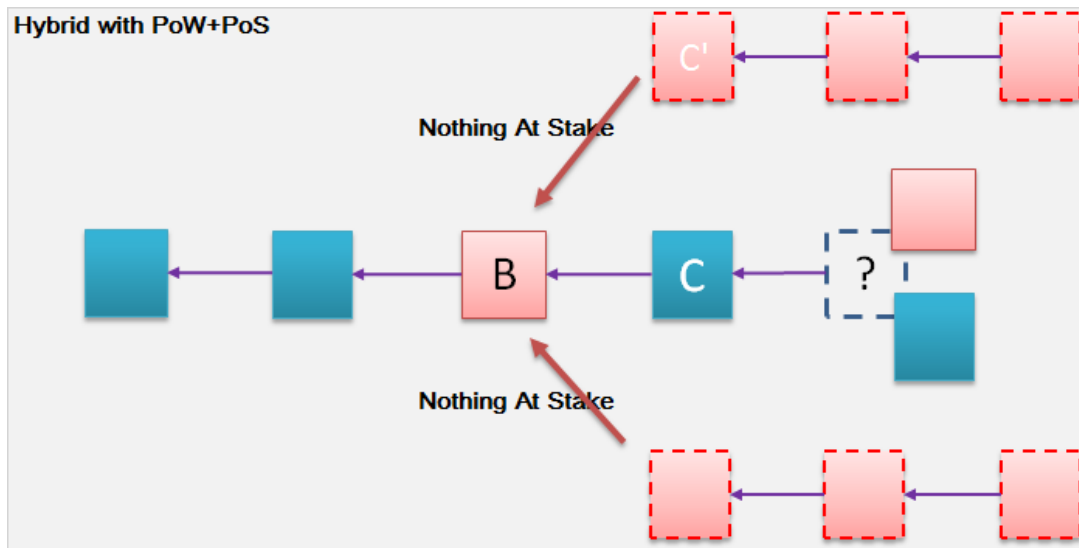 Hybrid with PoW+PoS
C'
Nothing At Stake
B
C
?
Nothing At Stake